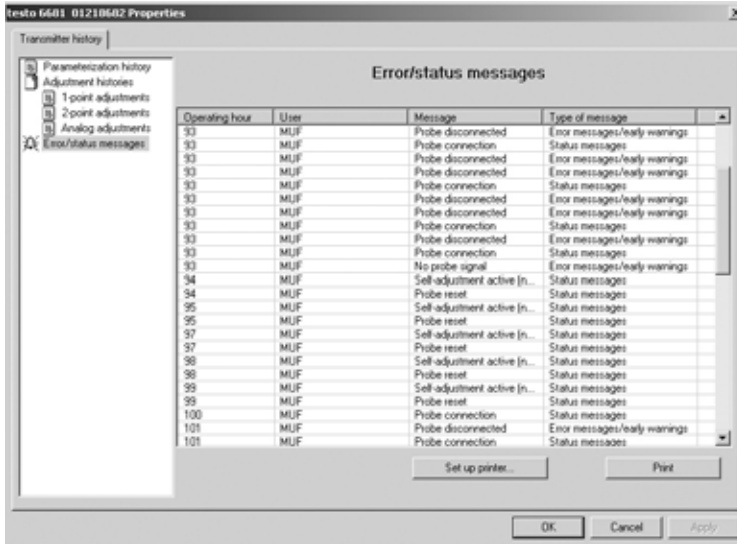 testo 6681 01218682 Properties
Transmitter history
Parameterization history
Adjustment histories
1-point adjustments
2-point adjustments
Analog adjustments
Error/status messages
Error/status messages
Operating hour User Message Type of message
93 MUF Probe disconnected Error messages/early warnings
93 MUF Probe connection Status messages
93 MUF Probe disconnected Error messages/early warnings
93 MUF Probe disconnected Error messages/early warnings
93 MUF Probe connection Status messages
93 MUF Probe disconnected Error messages/early warnings
93 MUF Probe disconnected Error messages/early warnings
93 MUF Probe connection Status messages
93 MUF Probe disconnected Error messages/early warnings
93 MUF Probe connection Status messages
93 MUF No probe signal Error messages/early warnings
94 MUF Self-adjustment active (n... Status messages
94 MUF Probe reset Status messages
95 MUF Self-adjustment active (n... Status messages
95 MUF Probe reset Status messages
97 MUF Self-adjustment active (n... Status messages
97 MUF Probe reset Status messages
98 MUF Self-adjustment active (n... Status messages
98 MUF Probe reset Status messages
99 MUF Self-adjustment active (n... Status messages
99 MUF Probe reset Status messages
100 MUF Probe connection Status messages
101 MUF Probe disconnected Error messages/early warnings
101 MUF Probe connection Status messages
Set up printer... Print
OK Cancel Apply